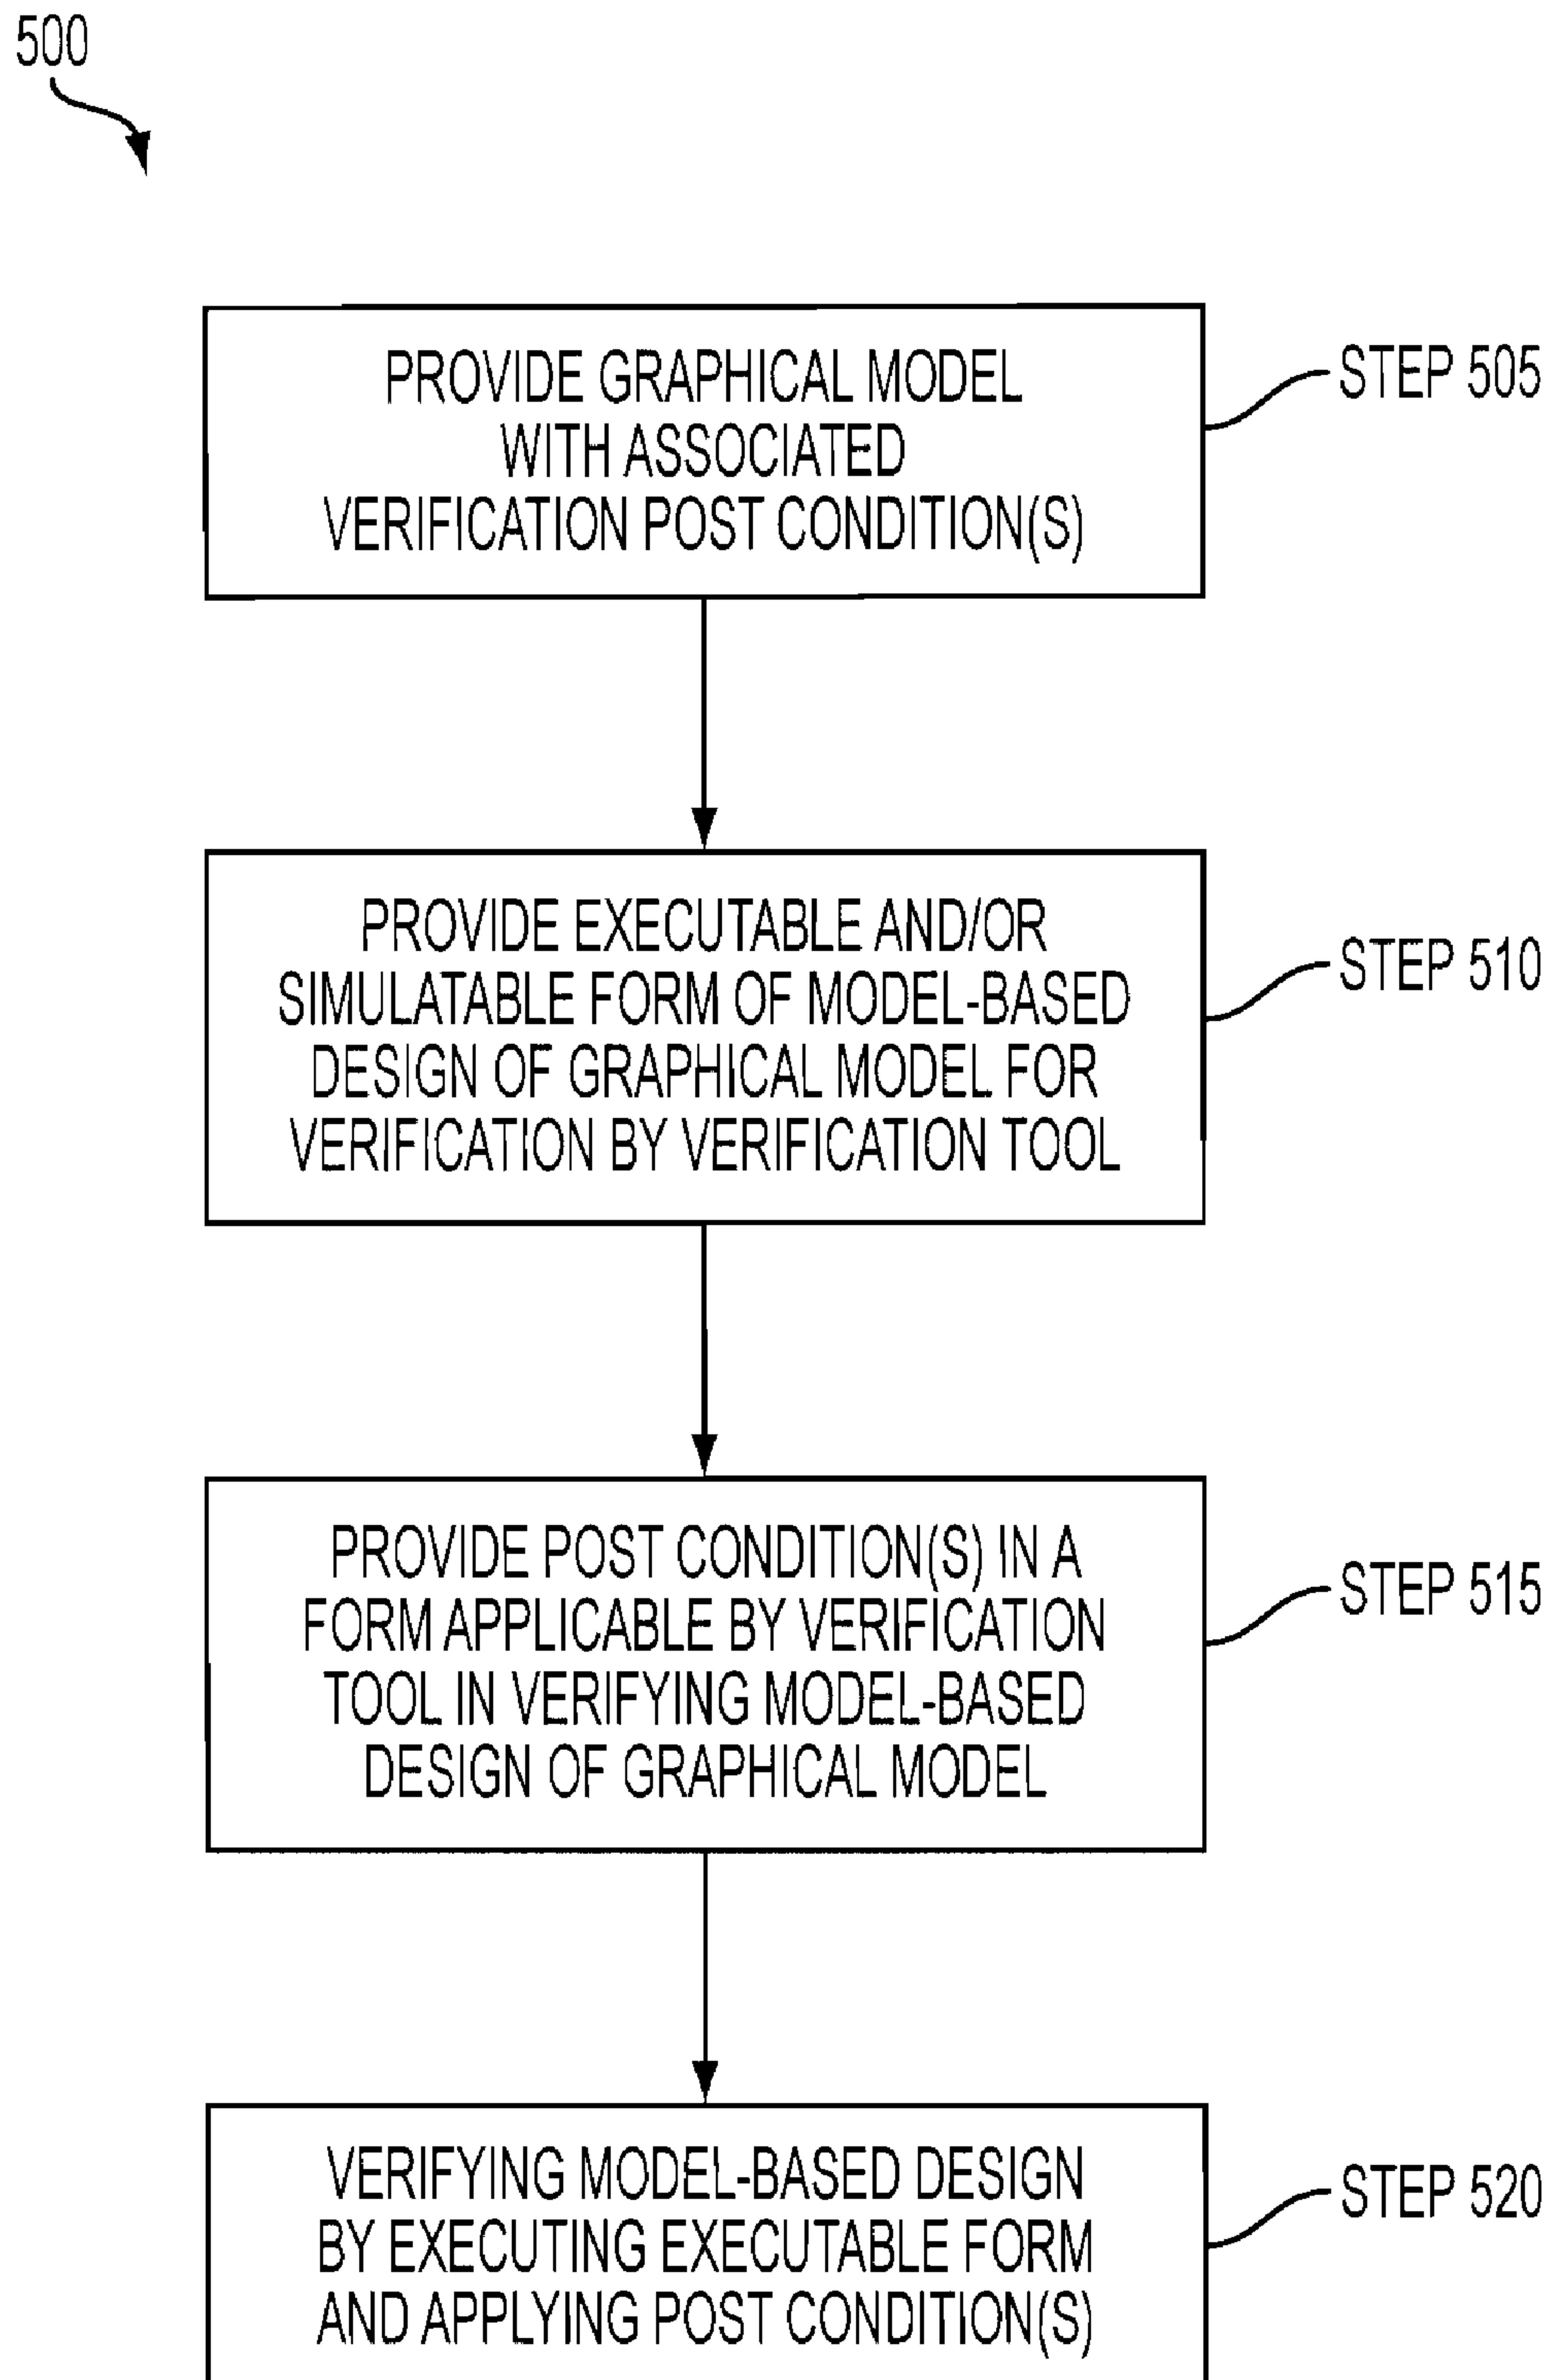 500
PROVIDE GRAPHICAL MODEL
WITH ASSOCIATED
VERIFICATION POST CONDITION(S)
STEP 505
PROVIDE EXECUTABLE AND/OR
SIMULATABLE FORM OF MODEL-BASED
DESIGN OF GRAPHICAL MODEL FOR
VERIFICATION BY VERIFICATION TOOL
STEP 510
PROVIDE POST CONDITION(S) IN A
FORM APPLICABLE BY VERIFICATION
TOOL IN VERIFYING MODEL-BASED
DESIGN OF GRAPHICAL MODEL
STEP 515
VERIFYING MODEL-BASED DESIGN
BY EXECUTING EXECUTABLE FORM
AND APPLYING POST CONDITION(S)
STEP 520